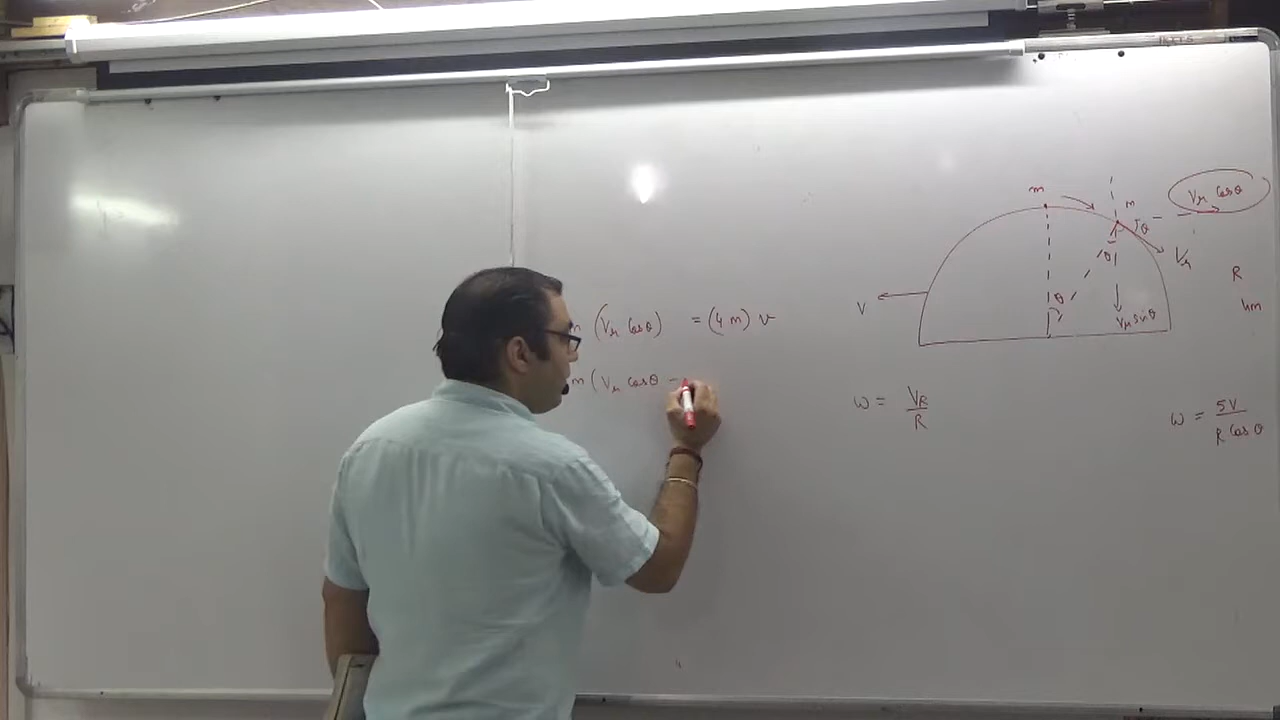 m (Vr cosθ) = (4m) v
m (Vr cosθ -
m
m
Vr cosθ
θ
Vr
θ
θ
Vr sinθ
V
R
4m
ω = VR / R
ω = 5V / R cosθ